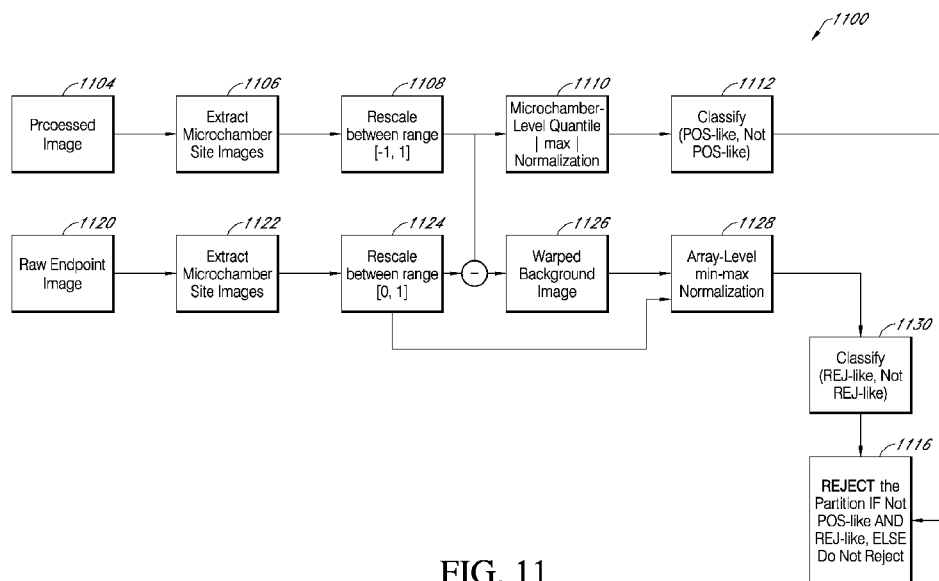 1100
1104
Prcoessed
Image
1106
Extract
Microchamber
Site Images
1108
Rescale
between range
[-1, 1]
1110
Microchamber-
Level Quantile
| max |
Normalization
1112
Classify
(POS-like, Not
POS-like)
1120
Raw Endpoint
Image
1122
Extract
Microchamber
Site Images
1124
Rescale
between range
[0, 1]
−
1126
Warped
Background
Image
1128
Array-Level
min-max
Normalization
1130
Classify
(REJ-like, Not
REJ-like)
1116
REJECT the
Partition IF Not
POS-like AND
REJ-like, ELSE
Do Not Reject
FIG. 11